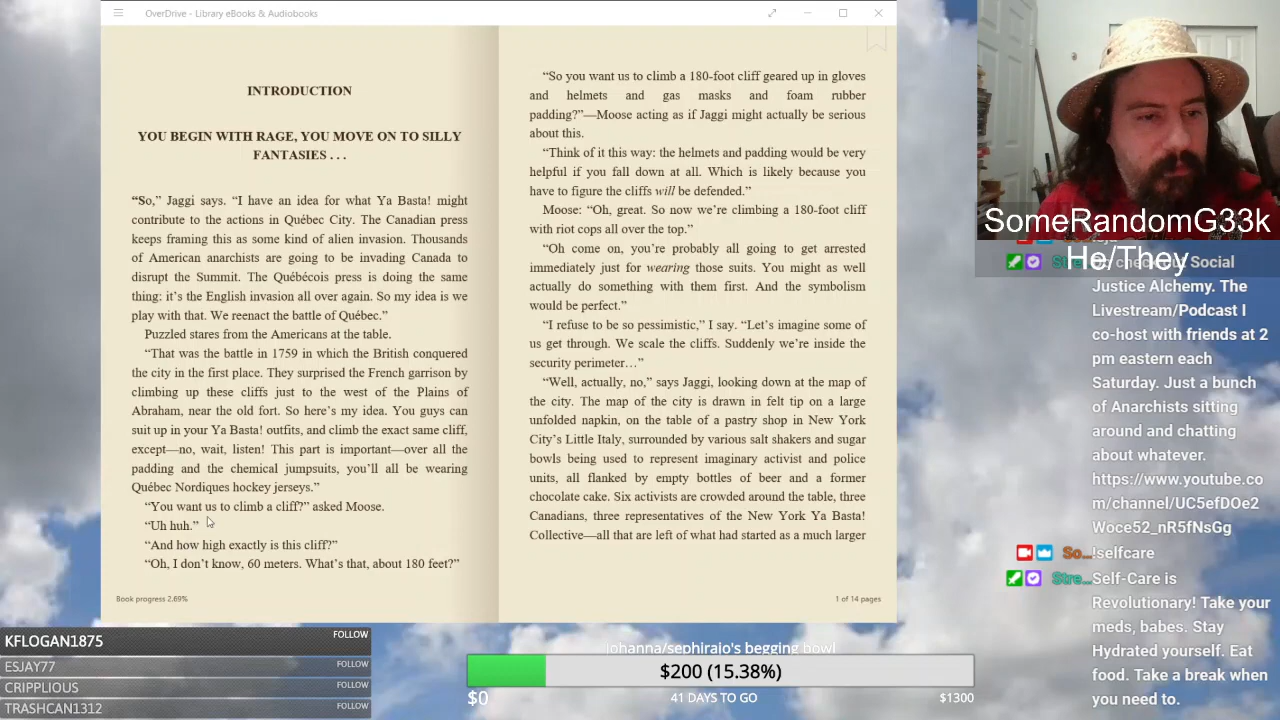 OverDrive - Library eBooks & Audiobooks
INTRODUCTION
YOU BEGIN WITH RAGE, YOU MOVE ON TO SILLY
FANTASIES . . .
“So,” Jaggi says. “I have an idea for what Ya Basta! might
contribute to the actions in Québec City. The Canadian press
keeps framing this as some kind of alien invasion. Thousands
of American anarchists are going to be invading Canada to
disrupt the Summit. The Québécois press is doing the same
thing: it’s the English invasion all over again. So my idea is we
play with that. We reenact the battle of Québec.”
Puzzled stares from the Americans at the table.
“That was the battle in 1759 in which the British conquered
the city in the first place. They surprised the French garrison by
climbing up these cliffs just to the west of the Plains of
Abraham, near the old fort. So here’s my idea. You guys can
suit up in your Ya Basta! outfits, and climb the exact same cliff,
except—no, wait, listen! This part is important—over all the
padding and the chemical jumpsuits, you’ll all be wearing
Québec Nordiques hockey jerseys.”
“You want us to climb a cliff?” asked Moose.
“Uh huh.”
“And how high exactly is this cliff?”
“Oh, I don’t know, 60 meters. What’s that, about 180 feet?”
Book progress 2.69%
“So you want us to climb a 180-foot cliff geared up in gloves
and helmets and gas masks and foam rubber
padding?”—Moose acting as if Jaggi might actually be serious
about this.
“Think of it this way: the helmets and padding would be very
helpful if you fall down at all. Which is likely because you
have to figure the cliffs will be defended.”
Moose: “Oh, great. So now we’re climbing a 180-foot cliff
with riot cops all over the top.”
“Oh come on, you’re probably all going to get arrested
immediately just for wearing those suits. You might as well
actually do something with them first. And the symbolism
would be perfect.”
“I refuse to be so pessimistic,” I say. “Let’s imagine some of
us get through. We scale the cliffs. Suddenly we’re inside the
security perimeter…”
“Well, actually, no,” says Jaggi, looking down at the map of
the city. The map of the city is drawn in felt tip on a large
unfolded napkin, on the table of a pastry shop in New York
City’s Little Italy, surrounded by various salt shakers and sugar
bowls being used to represent imaginary activist and police
units, all flanked by empty bottles of beer and a former
chocolate cake. Six activists are crowded around the table, three
Canadians, three representatives of the New York Ya Basta!
Collective—all that are left of what had started as a much larger
1 of 14 pages
SomeRandomG33k
He/They
Social
Justice Alchemy. The
Livestream/Podcast I
co-host with friends at 2
pm eastern each
Saturday. Just a bunch
of Anarchists sitting
around and chatting
about whatever.
https://www.youtube.co
m/channel/UC5efDOe2
Woce52_nR5fNsGg
So...!selfcare
Stre...Self-Care is
Revolutionary! Take your
meds, babes. Stay
Hydrated yourself. Eat
food. Take a break when
you need to.
KFLOGAN1875 FOLLOW
ESJAY77 FOLLOW
CRIPPLIOUS FOLLOW
TRASHCAN1312 FOLLOW
johanna/sephiraio's begging bowl
$200 (15.38%)
$0 41 DAYS TO GO $1300